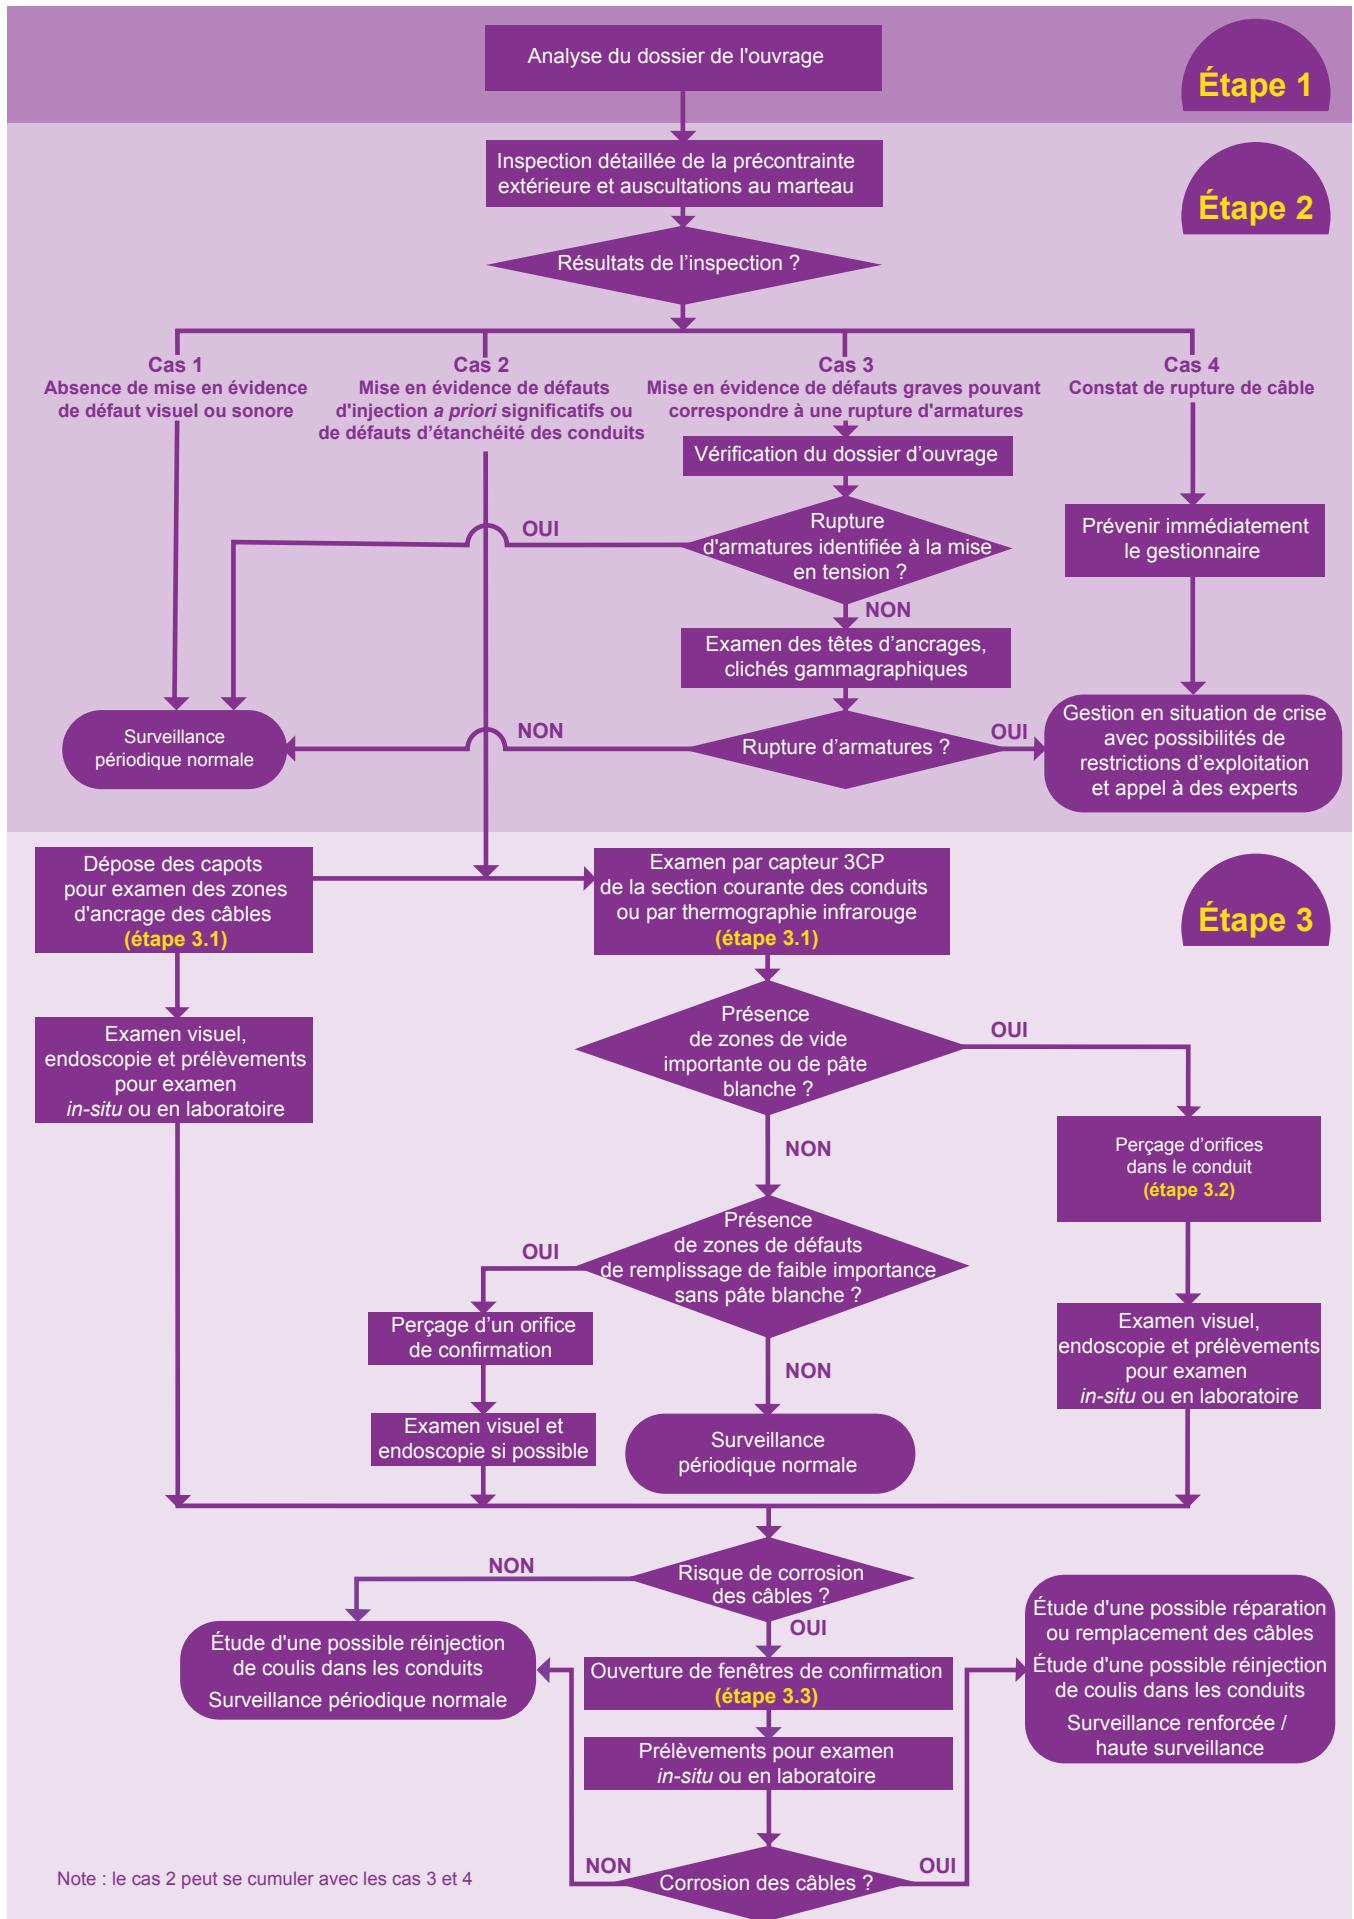 Analyse du dossier de l'ouvrage
Étape 1
Inspection détaillée de la précontrainte
extérieure et auscultations au marteau
Étape 2
Résultats de l’inspection ?
Cas 1
Absence de mise en évidence
de défaut visuel ou sonore
Cas 2
Mise en évidence de défauts
d'injection a priori significatifs ou
de défauts d’étanchéité des conduits
Cas 3
Mise en évidence de défauts graves pouvant
correspondre à une rupture d'armatures
Cas 4
Constat de rupture de câble
Vérification du dossier d’ouvrage
OUI
Rupture
d'armatures identifiée à la mise
en tension ?
Prévenir immédiatement
le gestionnaire
NON
Examen des têtes d’ancrages,
clichés gammagraphiques
Surveillance
périodique normale
NON
Rupture d’armatures ?
OUI
Gestion en situation de crise
avec possibilités de
restrictions d’exploitation
et appel à des experts
Dépose des capots
pour examen des zones
d'ancrage des câbles
(étape 3.1)
Examen par capteur 3CP
de la section courante des conduits
ou par thermographie infrarouge
(étape 3.1)
Étape 3
Examen visuel,
endoscopie et prélèvements
pour examen
in-situ ou en laboratoire
Présence
de zones de vide
importante ou de pâte
blanche ?
OUI
NON
Perçage d’orifices
dans le conduit
(étape 3.2)
Présence
de zones de défauts
de remplissage de faible importance
sans pâte blanche ?
OUI
Perçage d’un orifice
de confirmation
Examen visuel,
endoscopie et prélèvements
pour examen
in-situ ou en laboratoire
NON
Examen visuel et
endoscopie si possible
Surveillance
périodique normale
NON
Risque de corrosion
des câbles ?
OUI
Étude d'une possible réinjection
de coulis dans les conduits
Surveillance périodique normale
Ouverture de fenêtres de confirmation
(étape 3.3)
Étude d'une possible réparation
ou remplacement des câbles
Étude d'une possible réinjection
de coulis dans les conduits
Surveillance renforcée /
haute surveillance
Prélèvements pour examen
in-situ ou en laboratoire
NON
Corrosion des câbles ?
OUI
Note : le cas 2 peut se cumuler avec les cas 3 et 4